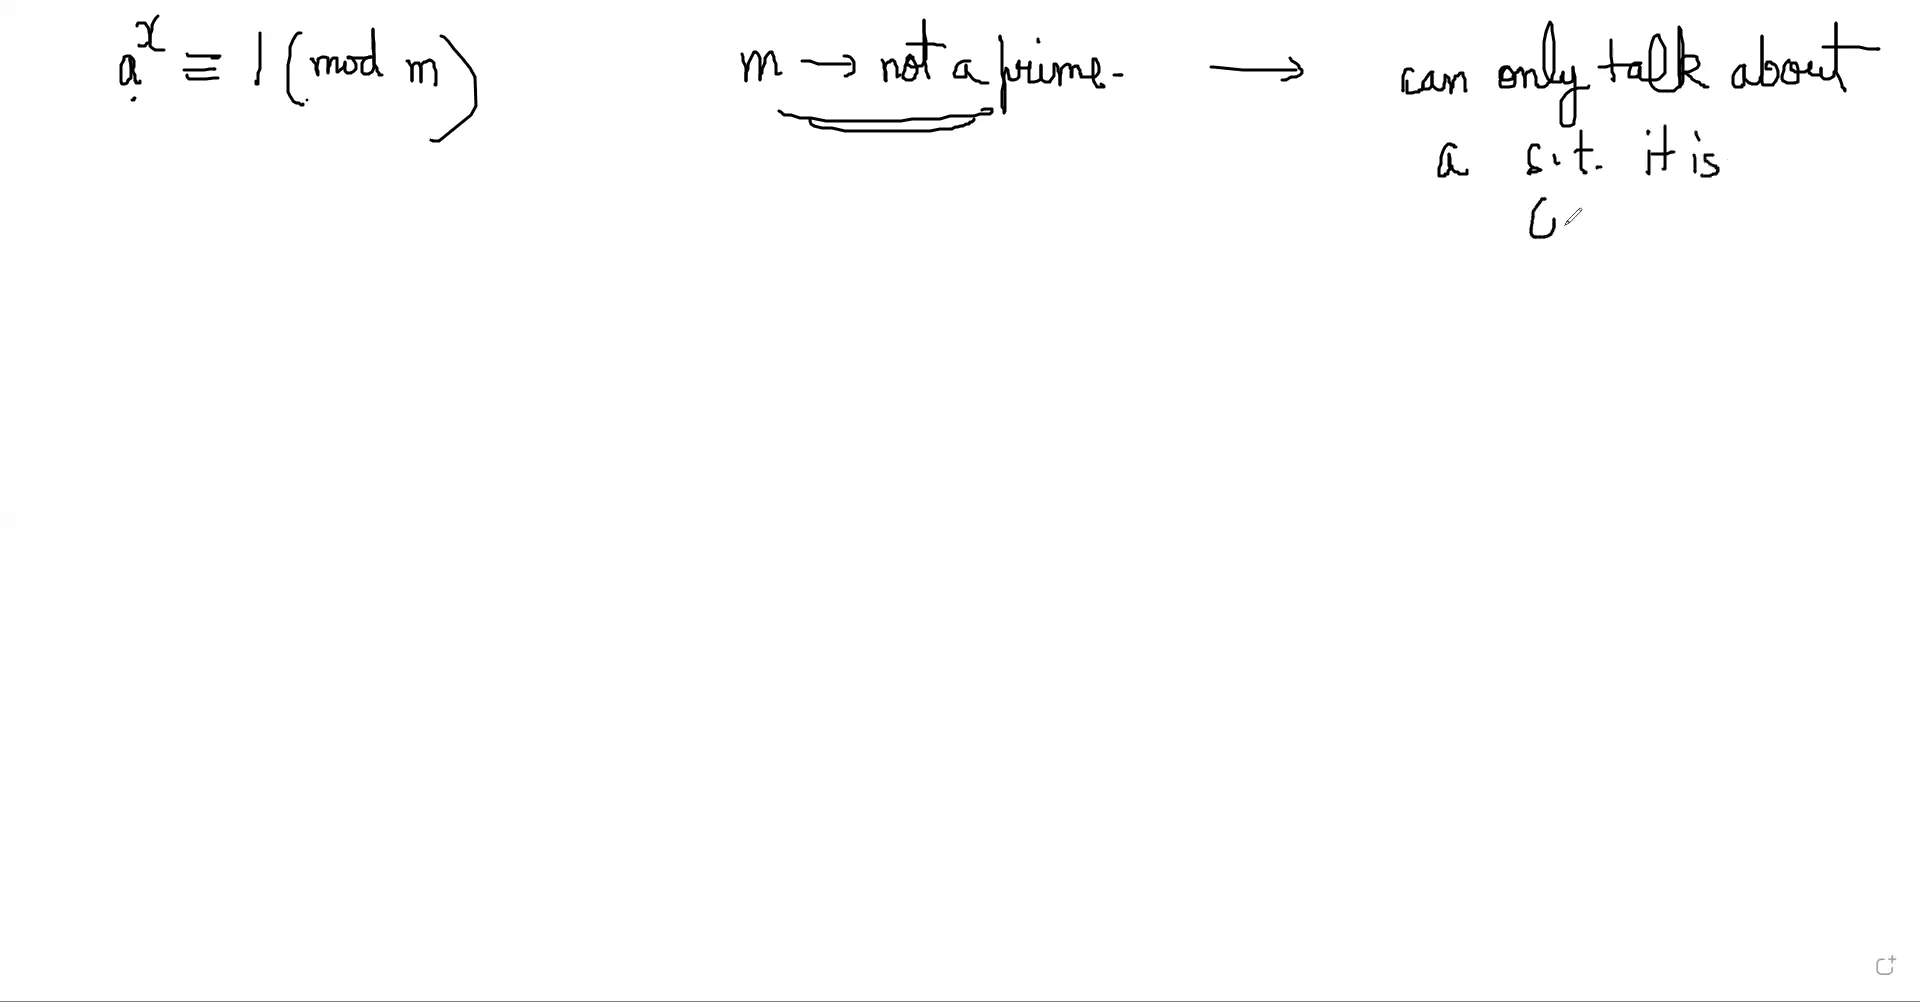 a^x ≡ 1 (mod m) m → not a prime. → can only talk about
a s.t. it is